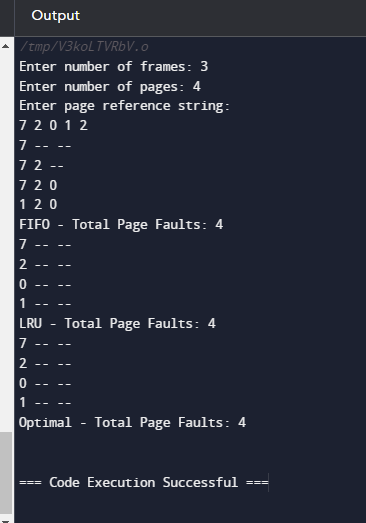 Output
/tmp/V3koLTVRbV.o
Enter number of frames: 3
Enter number of pages: 4
Enter page reference string:
7 2 0 1 2
7 -- --
7 2 --
7 2 0
1 2 0
FIFO - Total Page Faults: 4
7 -- --
2 -- --
0 -- --
1 -- --
LRU - Total Page Faults: 4
7 -- --
2 -- --
0 -- --
1 -- --
Optimal - Total Page Faults: 4
=== Code Execution Successful ===